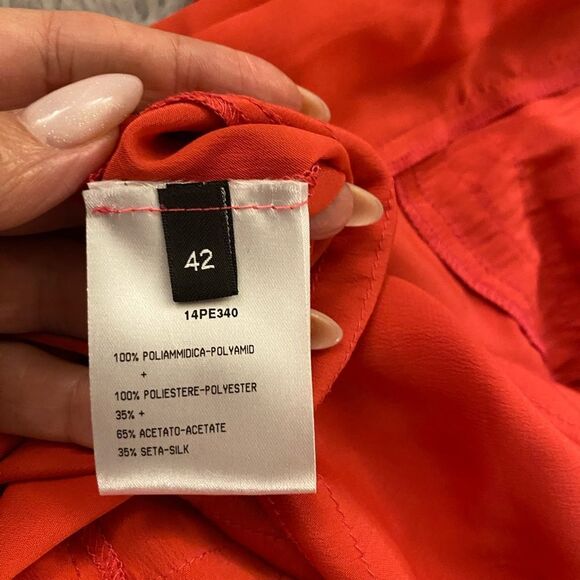 42
14PE340
100% POLIAMMIDICA-POLYAMID
+
100% POLIESTERE-POLYESTER
35% +
65% ACETATO-ACETATE
35% SETA-SILK